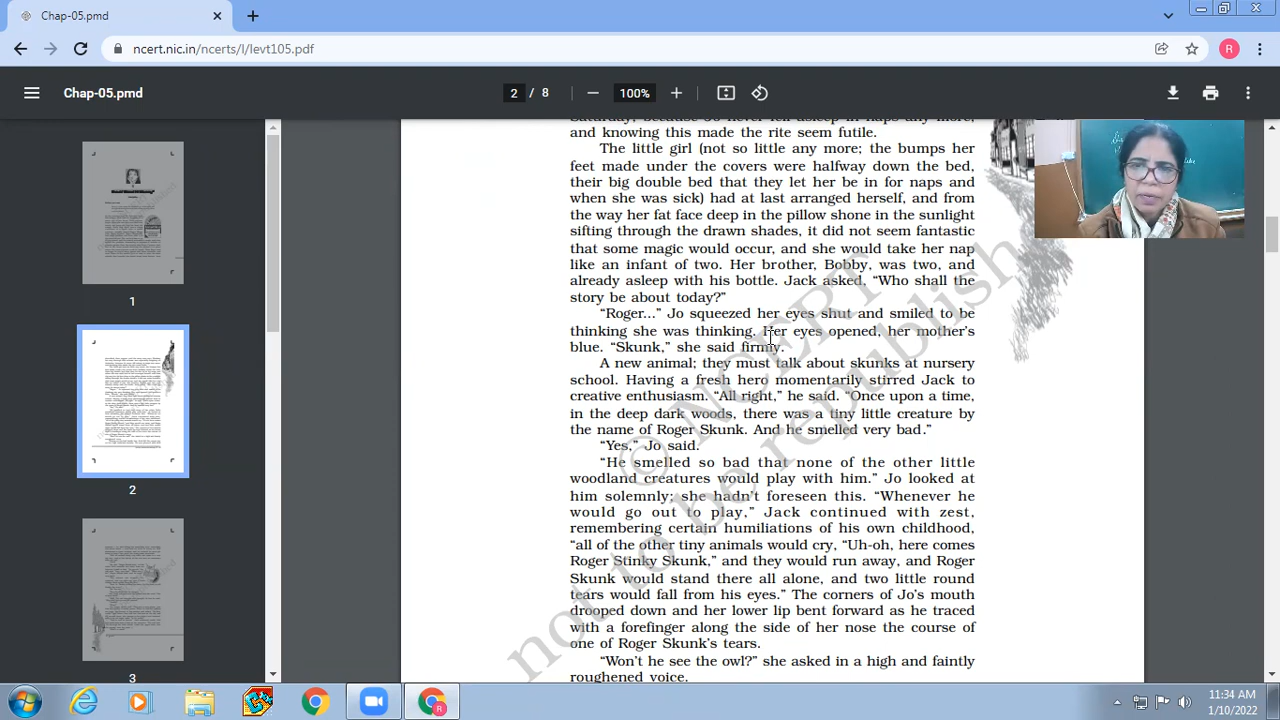 Chap-05.pmd
ncert.nic.in/ncerts/l/levt105.pdf
R
Chap-05.pmd
2 / 8
100%
and knowing this made the rite seem futile.
The little girl (not so little any more; the bumps her
feet made under the covers were halfway down the bed,
their big double bed that they let her be in for naps and
when she was sick) had at last arranged herself, and from
the way her fat face deep in the pillow shone in the sunlight
sifting through the drawn shades, it did not seem fantastic
that some magic would occur, and she would take her nap
like an infant of two. Her brother, Bobby, was two, and
already asleep with his bottle. Jack asked, “Who shall the
story be about today?”
“Roger...” Jo squeezed her eyes shut and smiled to be
thinking she was thinking. Her eyes opened, her mother's
blue. “Skunk,” she said firmly.
A new animal; they must talk about skunks at nursery
school. Having a fresh hero momentarily stirred Jack to
creative enthusiasm. “All right,” he said. “Once upon a time,
in the deep dark woods, there was a tiny little creature by
the name of Roger Skunk. And he smelled very bad.”
“Yes,” Jo said.
“He smelled so bad that none of the other little
woodland creatures would play with him.” Jo looked at
him solemnly; she hadn't foreseen this. “Whenever he
would go out to play,” Jack continued with zest,
remembering certain humiliations of his own childhood,
“all of the other tiny animals would cry, “Uh-oh, here comes
Roger Stinky Skunk,” and they would run away, and Roger
Skunk would stand there all alone, and two little round
tears would fall from his eyes.” The corners of Jo's mouth
drooped down and her lower lip bent forward as he traced
with a forefinger along the side of her nose the course of
one of Roger Skunk's tears.
“Won't he see the owl?” she asked in a high and faintly
roughened voice.
© NCERT
not to be republish
1
2
3
R
11:34 AM
1/10/2022